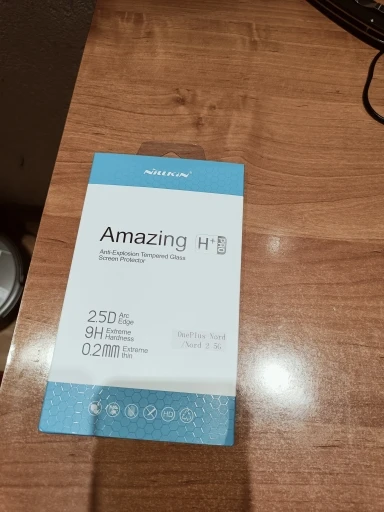 NILLKIN
Amazing H+ PRO
Anti-Explosion Tempered Glass
Screen Protector
2.5D Arc Edge
9H Extreme Hardness
0.2mm Extreme thin
OnePlus Nord
/Nord 2 5G
HD